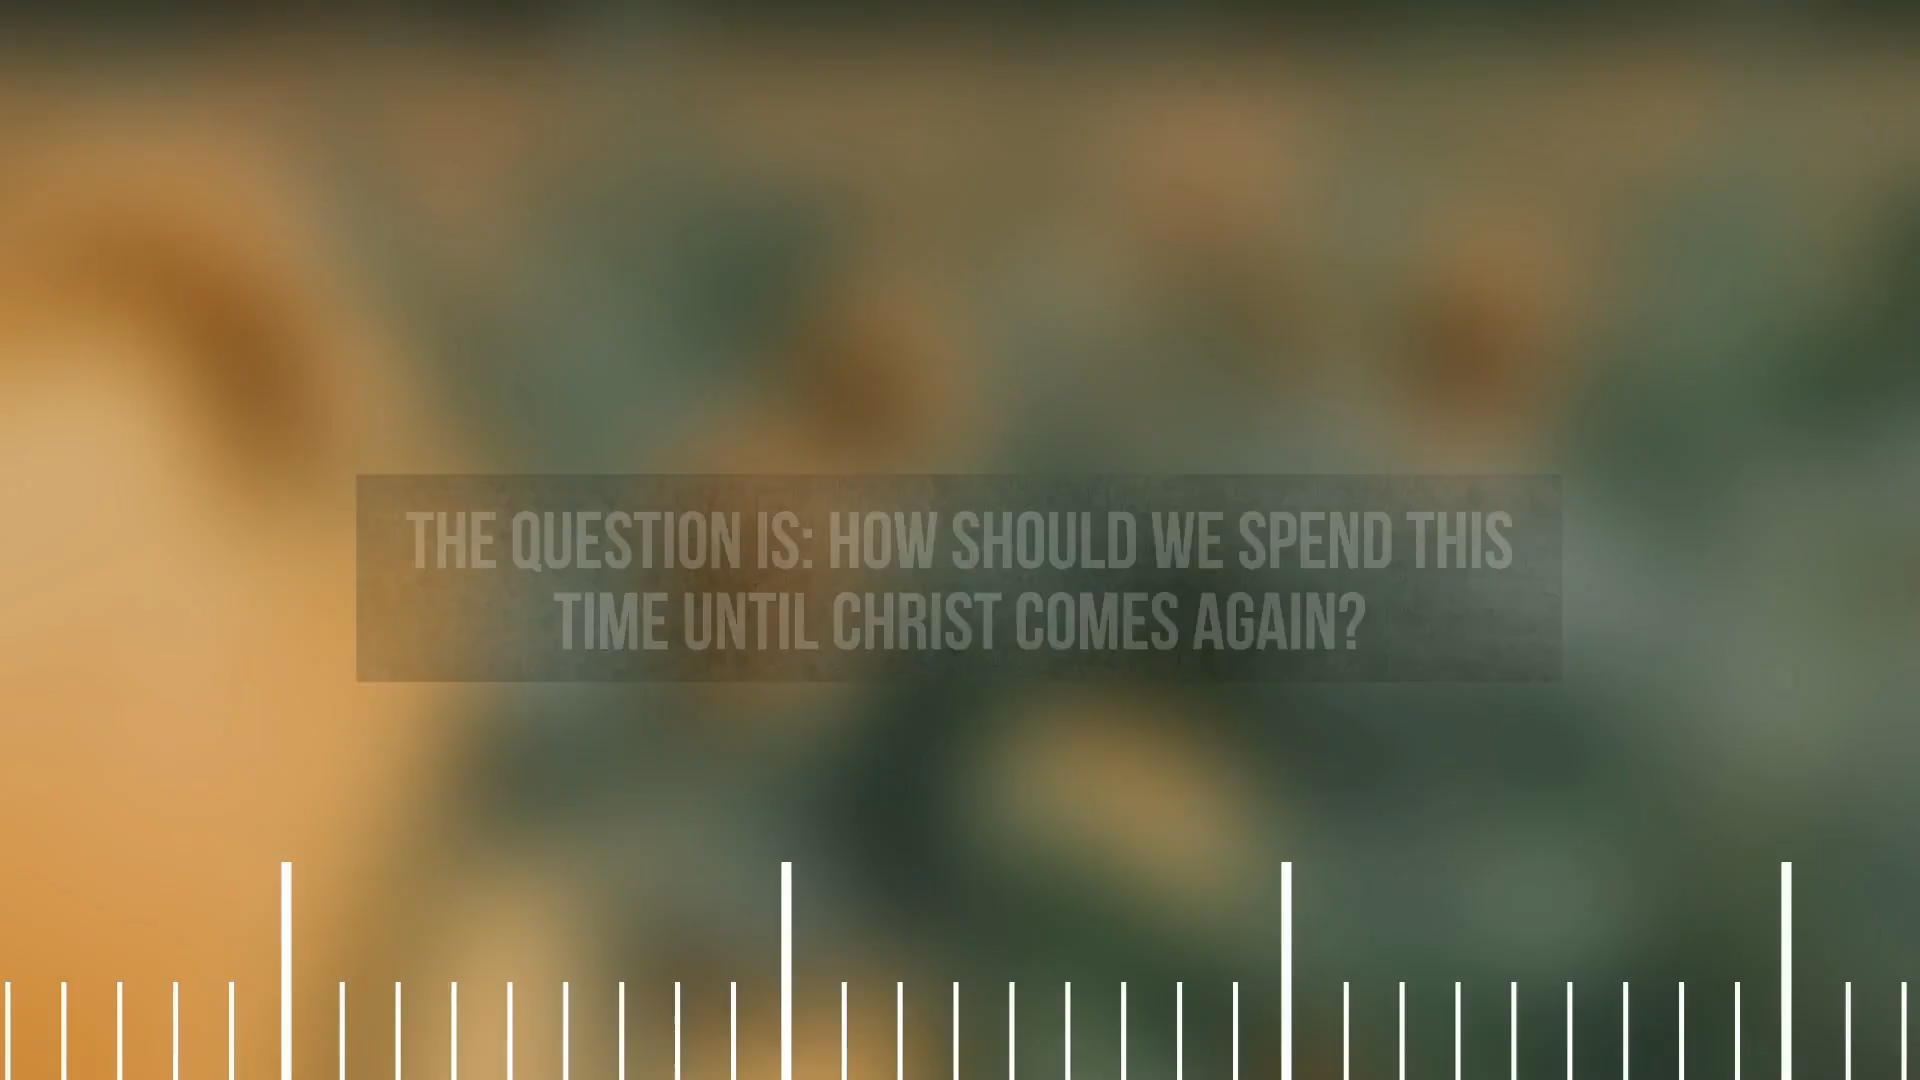 THE QUESTION IS: HOW SHOULD WE SPEND THIS
TIME UNTIL CHRIST COMES AGAIN?